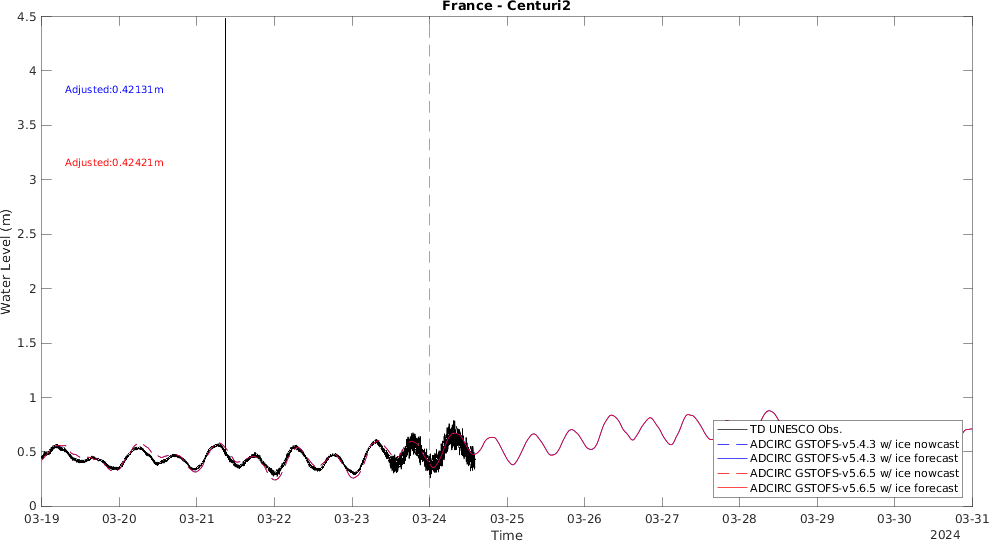 France - Centuri2
4.5
4
3.5
3
2.5
2
1.5
1
0.5
0
Water Level (m)
Adjusted:0.42131m
Adjusted:0.42421m
TD UNESCO Obs.
ADCIRC GSTOFS-v5.4.3 w/ ice nowcast
ADCIRC GSTOFS-v5.4.3 w/ ice forecast
ADCIRC GSTOFS-v5.6.5 w/ ice nowcast
ADCIRC GSTOFS-v5.6.5 w/ ice forecast
03-19 03-20 03-21 03-22 03-23 03-24 03-25 03-26 03-27 03-28 03-29 03-30 03-31
Time
2024